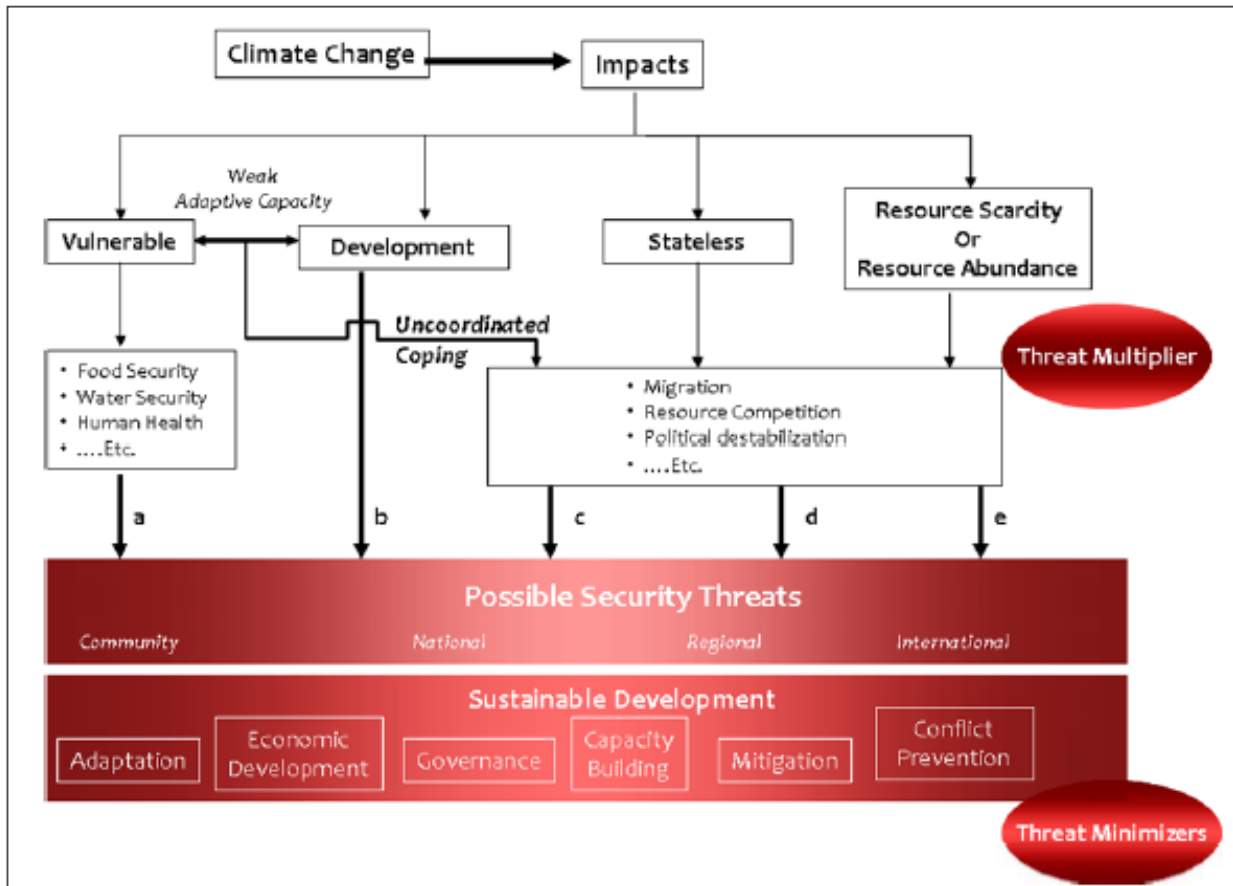 Climate Change
Impacts
Weak
Adaptive Capacity
Vulnerable
Development
Stateless
Resource Scarcity
Or
Resource Abundance
Uncoordinated
Coping
Threat Multiplier
• Food Security
• Water Security
• Human Health
• ....Etc.
• Migration
• Resource Competition
• Political destabilization
• ....Etc.
a
b
c
d
e
Possible Security Threats
Community
National
Regional
International
Sustainable Development
Adaptation
Economic
Development
Governance
Capacity
Building
Mitigation
Conflict
Prevention
Threat Minimizers